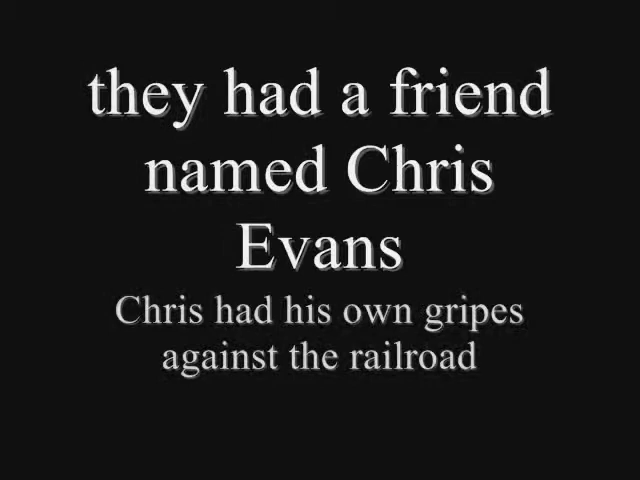 they had a friend
named Chris
Evans
Chris had his own gripes
against the railroad